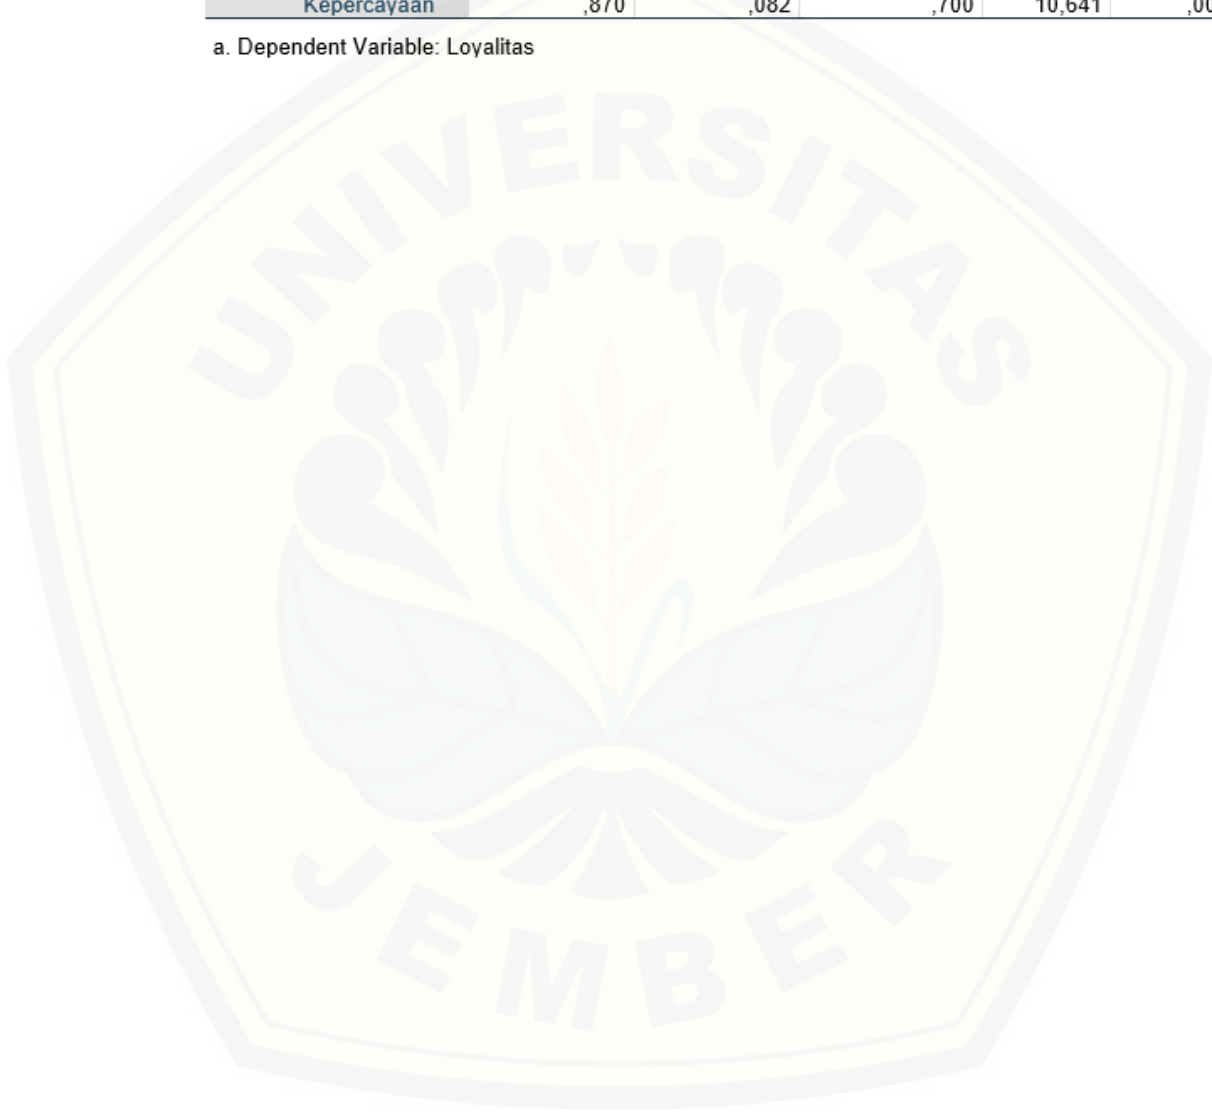 Kepercayaan ,870 ,082 ,700 10,641 ,00
a. Dependent Variable: Loyalitas
UNIVERSITAS
JEMBER